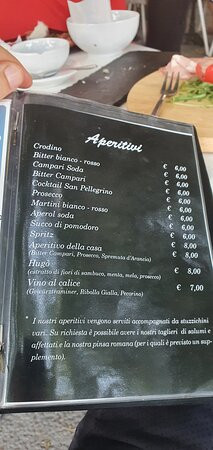 Aperitivi
Crodino € 6,00
Bitter bianco - rosso € 6,00
Campari Soda € 6,00
Bitter Campari € 6,00
Cocktail San Pellegrino € 6,00
Prosecco € 6,00
Martini bianco - rosso € 6,00
Aperol soda € 6,00
Succo di pomodoro € 6,00
Spritz € 8,00
Aperitivo della casa € 8,00
(Bitter Campari, Prosecco, Spremuta d'Arancia)
Hugò € 8,00
(estratto di fiori di sambuco, menta, melo, prosecco)
Vino al calice € 7,00
(Gewürztraminer, Ribolla Gialla, Pecorino)
I nostri aperitivi vengono serviti accompagnati da stuzzichini
vari. Su richiesta è possibile avere i nostri taglieri di salumi e
affettati e la nostra pinsa romana (per i quali è previsto un sup-
plemento).